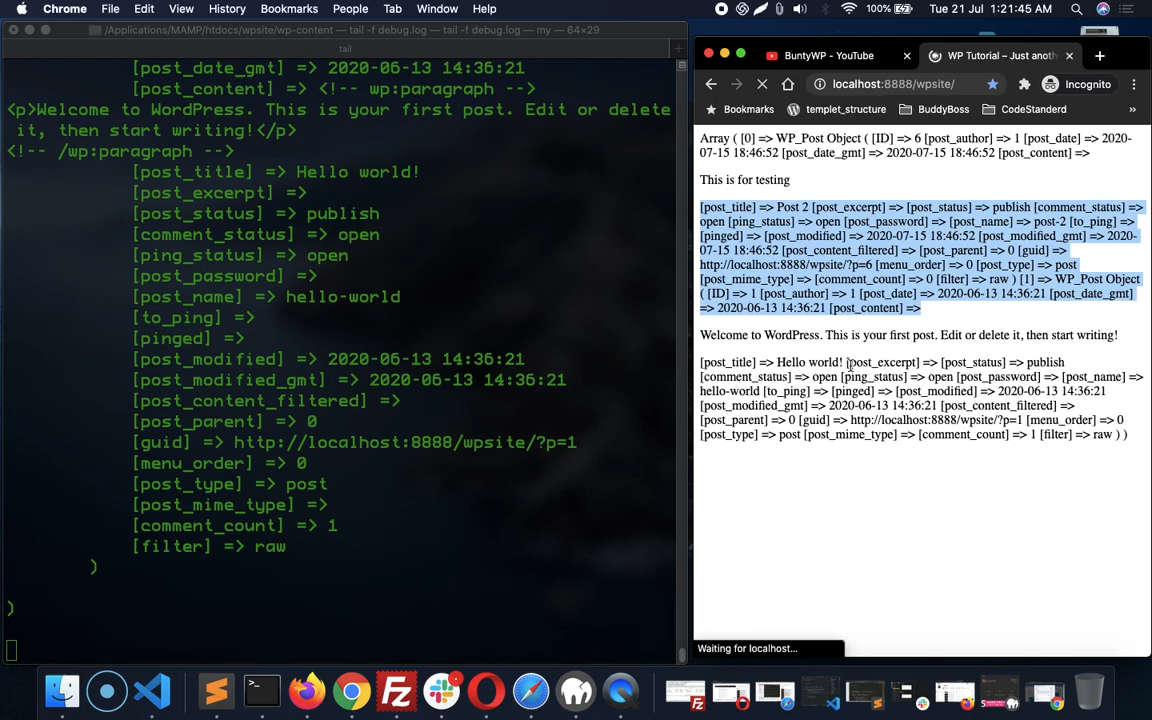 Chrome File Edit View History Bookmarks People Tab Window Help 100% Tue 21 Jul 1:21:45 AM
/Applications/MAMP/htdocs/wpsite/wp-content — tail -f debug.log — tail -f debug.log — my — 64×29
tail
[post_date_gmt] => 2020-06-13 14:36:21
[post_content] => <!-- wp:paragraph -->
<p>Welcome to WordPress. This is your first post. Edit or delete
it, then start writing!</p>
<!-- /wp:paragraph -->
[post_title] => Hello world!
[post_excerpt] =>
[post_status] => publish
[comment_status] => open
[ping_status] => open
[post_password] =>
[post_name] => hello-world
[to_ping] =>
[pinged] =>
[post_modified] => 2020-06-13 14:36:21
[post_modified_gmt] => 2020-06-13 14:36:21
[post_content_filtered] =>
[post_parent] => 0
[guid] => http://localhost:8888/wpsite/?p=1
[menu_order] => 0
[post_type] => post
[post_mime_type] =>
[comment_count] => 1
[filter] => raw
)
)
BuntyWP - YouTube WP Tutorial – Just anoth
localhost:8888/wpsite/ Incognito
Bookmarks templet_structure BuddyBoss CodeStanderd »
Array ( [0] => WP_Post Object ( [ID] => 6 [post_author] => 1 [post_date] => 2020-
07-15 18:46:52 [post_date_gmt] => 2020-07-15 18:46:52 [post_content] =>
This is for testing
[post_title] => Post 2 [post_excerpt] => [post_status] => publish [comment_status] =>
open [ping_status] => open [post_password] => [post_name] => post-2 [to_ping] =>
[pinged] => [post_modified] => 2020-07-15 18:46:52 [post_modified_gmt] => 2020-
07-15 18:46:52 [post_content_filtered] => [post_parent] => 0 [guid] =>
http://localhost:8888/wpsite/?p=6 [menu_order] => 0 [post_type] => post
[post_mime_type] => [comment_count] => 0 [filter] => raw ) [1] => WP_Post Object
( [ID] => 1 [post_author] => 1 [post_date] => 2020-06-13 14:36:21 [post_date_gmt]
=> 2020-06-13 14:36:21 [post_content] =>
Welcome to WordPress. This is your first post. Edit or delete it, then start writing!
[post_title] => Hello world! [post_excerpt] => [post_status] => publish
[comment_status] => open [ping_status] => open [post_password] => [post_name] =>
hello-world [to_ping] => [pinged] => [post_modified] => 2020-06-13 14:36:21
[post_modified_gmt] => 2020-06-13 14:36:21 [post_content_filtered] =>
[post_parent] => 0 [guid] => http://localhost:8888/wpsite/?p=1 [menu_order] => 0
[post_type] => post [post_mime_type] => [comment_count] => 1 [filter] => raw ) )
Waiting for localhost...